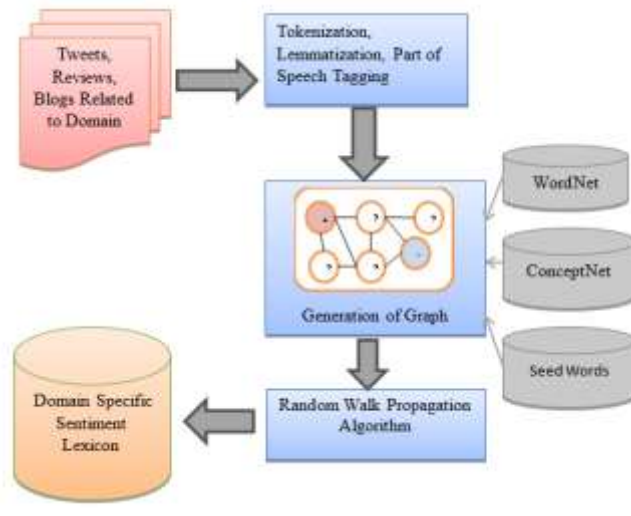 Tweets,
Reviews,
Blogs Related
to Domain
Tokenization,
Lemmatization, Part of
Speech Tagging
+ ? ?
? ?
Generation of Graph
WordNet
ConceptNet
Seed Words
Random Walk Propagation
Algorithm
Domain Specific
Sentiment
Lexicon